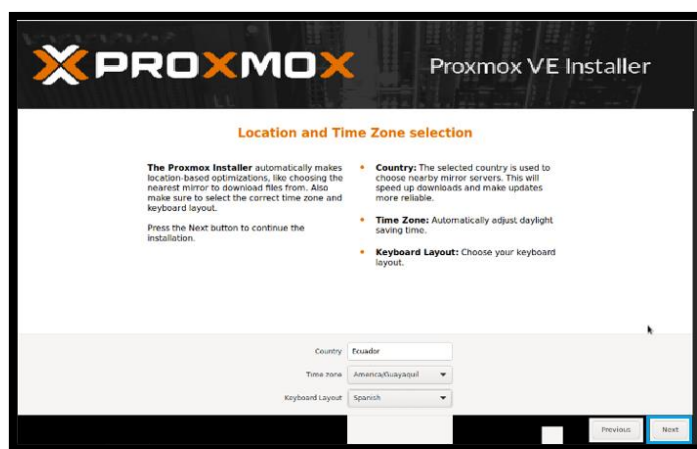 PROXMOX
Proxmox VE Installer
Location and Time Zone selection
The Proxmox Installer automatically makes
location-based optimizations, like choosing the
nearest mirror to download files from. Also
make sure to select the correct time zone and
keyboard layout.
Press the Next button to continue the
installation.
• Country: The selected country is used to
choose nearby mirror servers. This will
speed up downloads and make updates
more reliable.
• Time Zone: Automatically adjust daylight
saving time.
• Keyboard Layout: Choose your keyboard
layout.
Country Ecuador
Time zone America/Guayaquil
Keyboard Layout Spanish
Previous Next